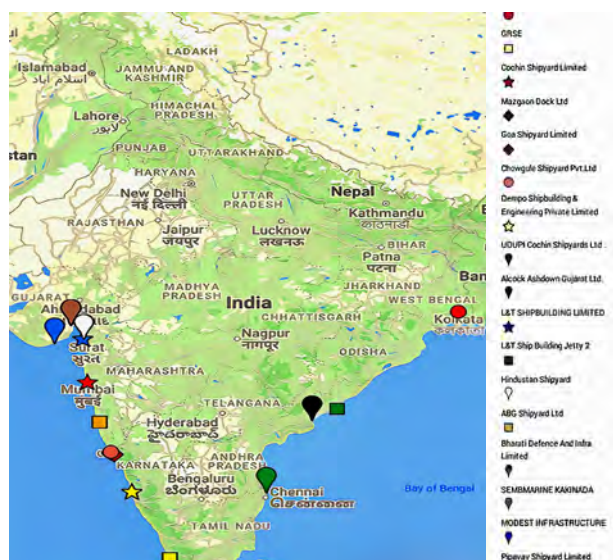 LADAKH
Islamabad
اسلام آباد
JAMMU AND
KASHMIR
HIMACHAL
PRADESH
Lahore
لاہور
PUNJAB
UTTARAKHAND
stan
HARYANA
New Delhi
नई दिल्ली
UTTAR
PRADESH
Nepal
Kathmandu
काठमाडौं
RAJASTHAN
Jaipur
जयपुर
Lucknow
लखनऊ
BIHAR
Patna
पटना
Ban
JHARKHAND
GUJARAT
MADHYA
PRADESH
India
WEST BENGAL
CHHATTISGARH
Kolkata
Surat
સુરત
Nagpur
नागपूर
ODISHA
MAHARASHTRA
Mumbai
मुंबई
TELANGANA
Hyderabad
KARNATAKA
ANDHRA
PRADESH
Bengaluru
ಬೆಂಗಳೂರು
Chennai
சென்னை
Bay of Bengal
TAMIL NADU
GRSE
Cochin Shipyard Limited
Mazgaon Dock Ltd
Goa Shipyard Limited
Chowgule Shipyard Pvt.Ltd
Dempo Shipbuilding &
Engineering Private Limited
UDUPI Cochin Shipyards Ltd
Alcock Ashdown Gujarat Ltd.
L&T SHIPBUILDING LIMITED
L&T Ship Building Jetty 2
Hindustan Shipyard
ABG Shipyard Ltd
Bharati Defence And Infra
Limited
SEMBMARINE KAKINADA
MODEST INFRASTRUCTURE
Pipavav Shipyard Limited